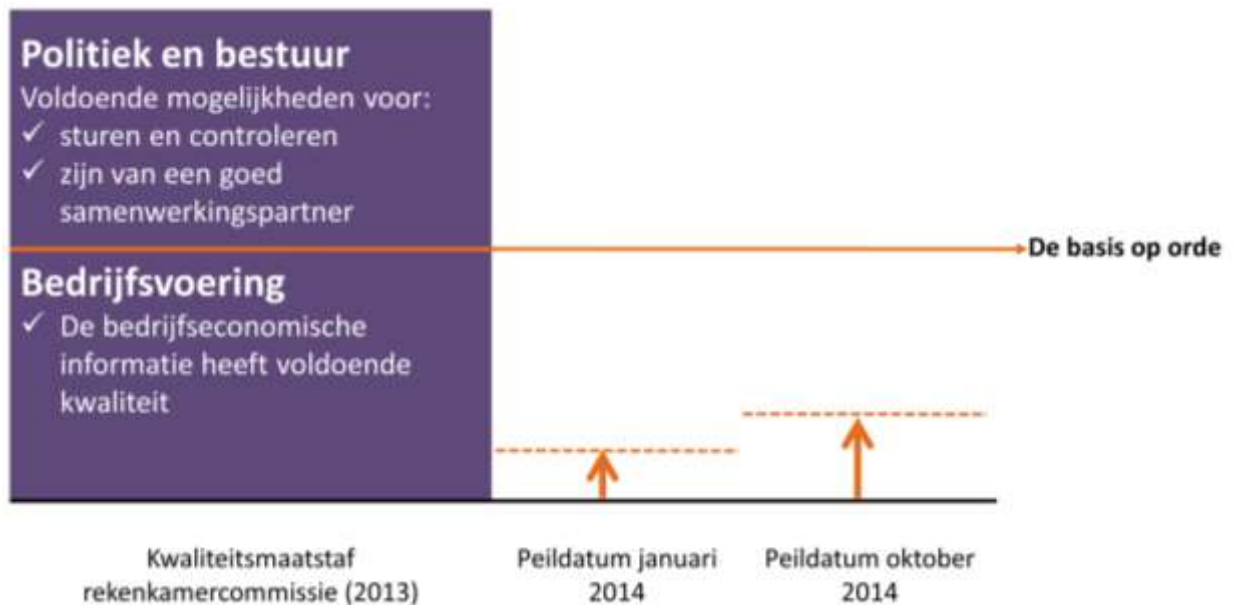 Politiek en bestuur
Voldoende mogelijkheden voor:
✓ sturen en controleren
✓ zijn van een goed
samenwerkingspartner
De basis op orde
Bedrijfsvoering
✓ De bedrijfseconomische
informatie heeft voldoende
kwaliteit
Kwaliteitsmaatstaf
rekenkamercommissie (2013)
Peildatum januari
2014
Peildatum oktober
2014